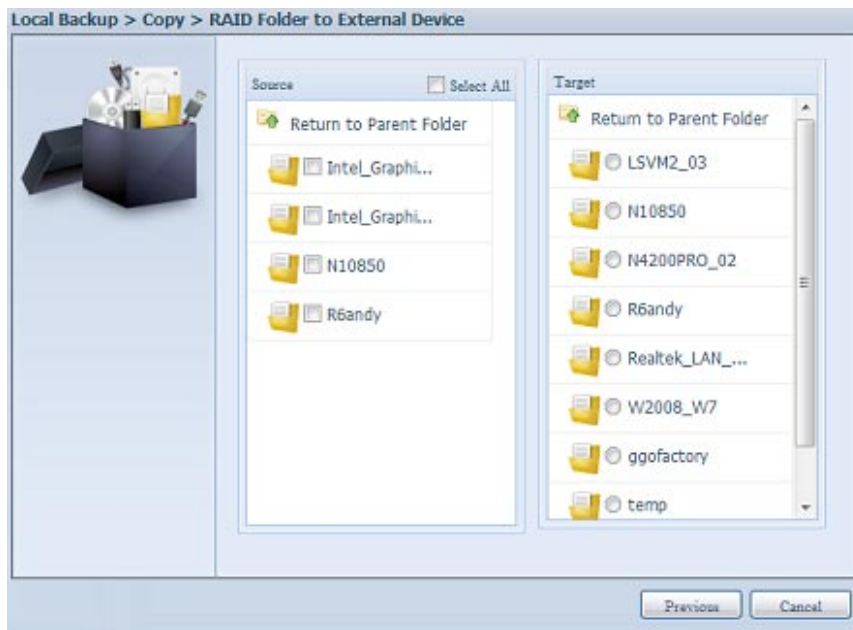 Local Backup > Copy > RAID Folder to External Device
Source
Select All
Return to Parent Folder
Intel_Graphi...
Intel_Graphi...
N10850
R6andy
Target
Return to Parent Folder
LSVM2_03
N10850
N4200PRO_02
R6andy
Realtek_LAN_...
W2008_W7
ggofactory
temp
Previous
Cancel